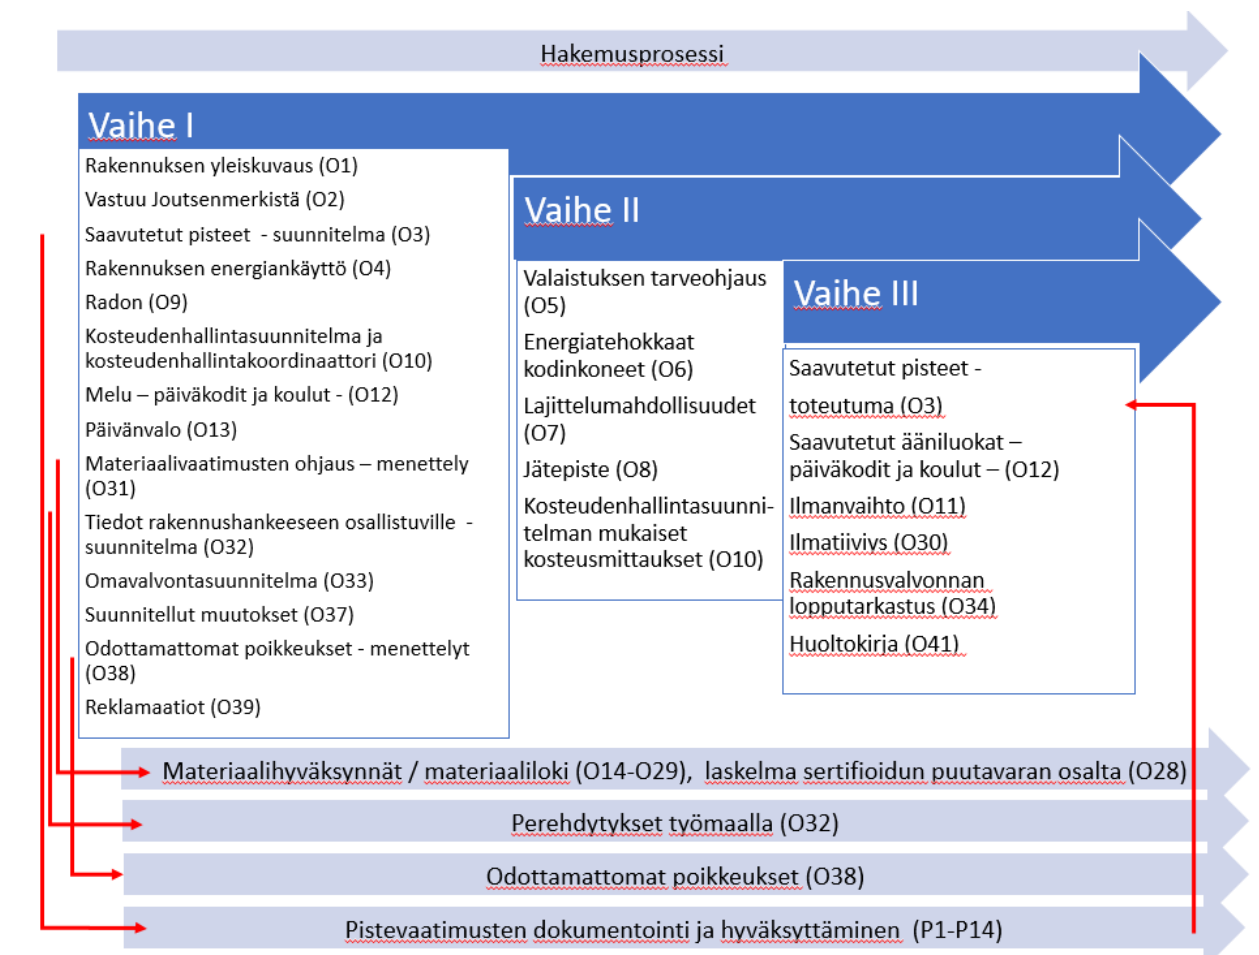 Hakemusprosessi
Vaihe I
Rakennuksen yleiskuvaus (O1)
Vastuu Joutsenmerkistä (O2)
Saavutetut pisteet  - suunnitelma (O3)
Rakennuksen energiankäyttö (O4)
Radon (O9)
Kosteudenhallintasuunnitelma ja
kosteudenhallintakoordinaattori (O10)
Melu – päiväkodit ja koulut - (O12)
Päivänvalo (O13)
Materiaalivaatimusten ohjaus – menettely
(O31)
Tiedot rakennushankeeseen osallistuville  -
suunnitelma (O32)
Omavalvontasuunnitelma (O33)
Suunnitellut muutokset (O37)
Odottamattomat poikkeukset - menettelyt
(O38)
Reklamaatiot (O39)
Vaihe II
Valaistuksen tarveohjaus
(O5)
Energiatehokkaat
kodinkoneet (O6)
Lajittelumahdollisuudet
(O7)
Jätepiste (O8)
Kosteudenhallintasuunni-
telman mukaiset
kosteusmittaukset (O10)
Vaihe III
Saavutetut pisteet -
toteutuma (O3)
Saavutetut ääniluokat –
päiväkodit ja koulut – (O12)
Ilmanvaihto (O11)
Ilmatiiviys (O30)
Rakennusvalvonnan
lopputarkastus (O34)
Huoltokirja (O41)
Materiaalihyväksynnät / materiaaliloki (O14-O29),  laskelma sertifioidun puutavaran osalta (O28)
Perehdytykset työmaalla (O32)
Odottamattomat poikkeukset (O38)
Pistevaatimusten dokumentointi ja hyväksyttäminen  (P1-P14)